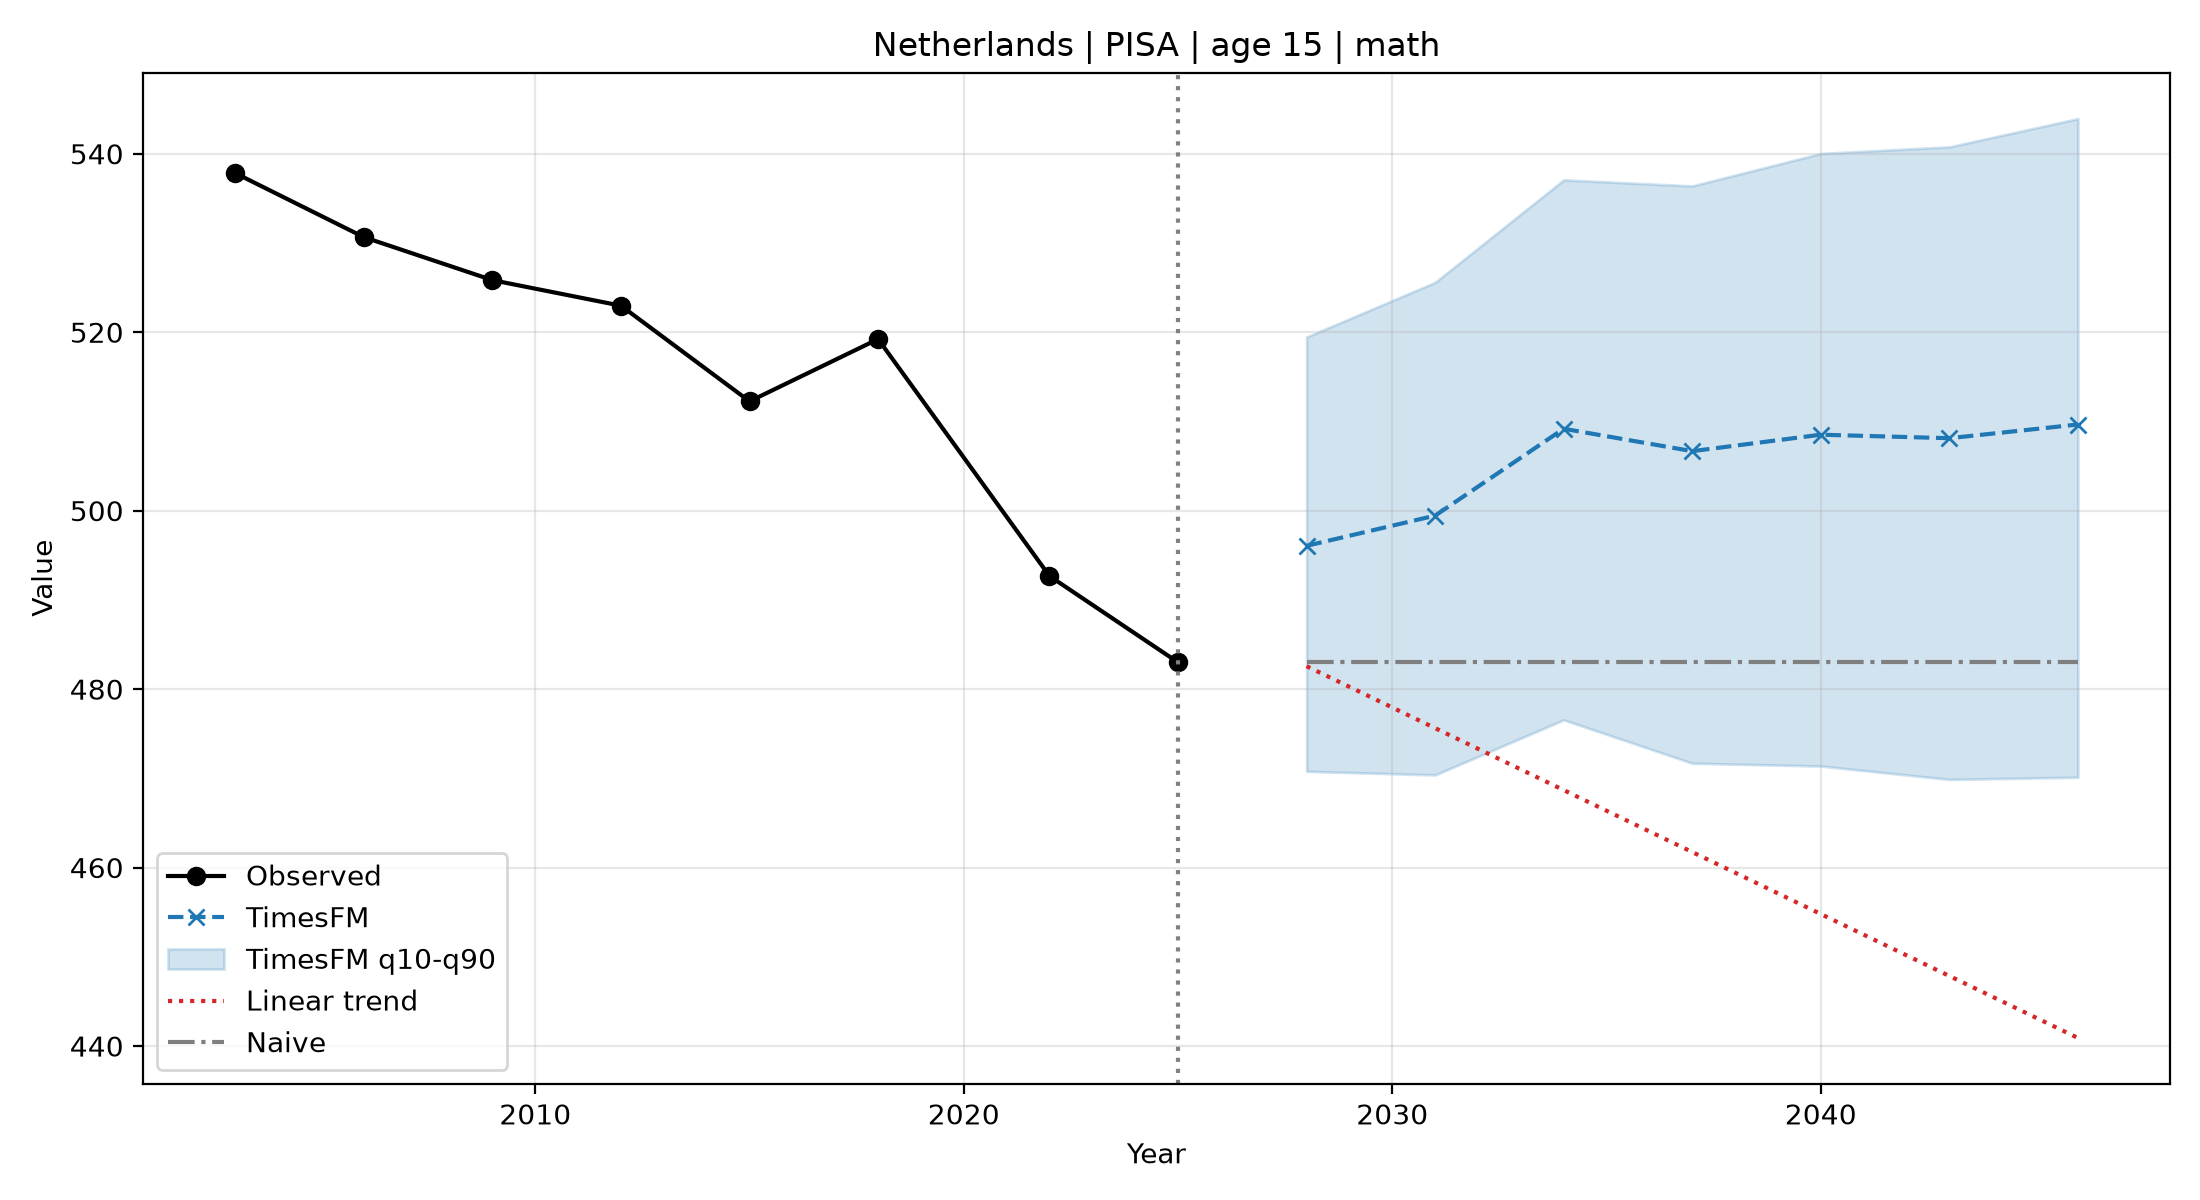 Netherlands | PISA | age 15 | math
Value
540
520
500
480
460
440
Observed
TimesFM
TimesFM q10-q90
Linear trend
Naive
2010
2020
2030
2040
Year